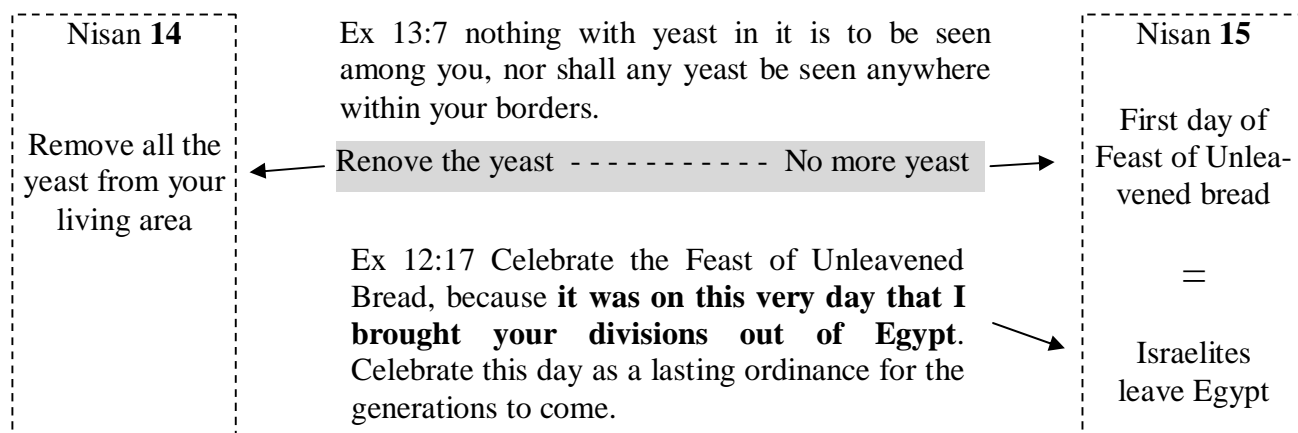 Nisan 14
Remove all the
yeast from your
living area
Ex 13:7 nothing with yeast in it is to be seen
among you, nor shall any yeast be seen anywhere
within your borders.
Renove the yeast - - - - - - - - - - - No more yeast
Ex 12:17 Celebrate the Feast of Unleavened
Bread, because it was on this very day that I
brought your divisions out of Egypt.
Celebrate this day as a lasting ordinance for the
generations to come.
Nisan 15
First day of
Feast of Unlea-
vened bread
=
Israelites
leave Egypt